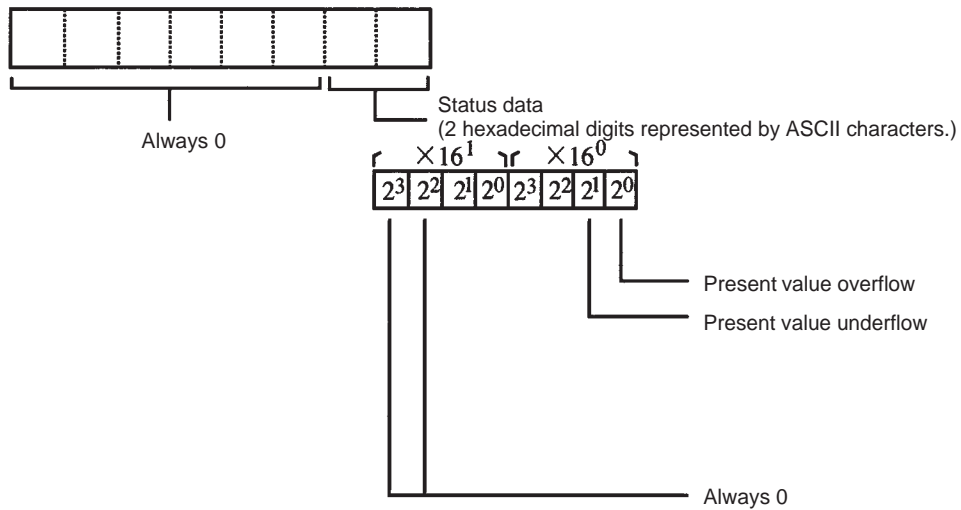 Status data
(2 hexadecimal digits represented by ASCII characters.)
Always 0
×16¹ ×16⁰
2³ 2² 2¹ 2⁰ 2³ 2² 2¹ 2⁰
Present value overflow
Present value underflow
Always 0